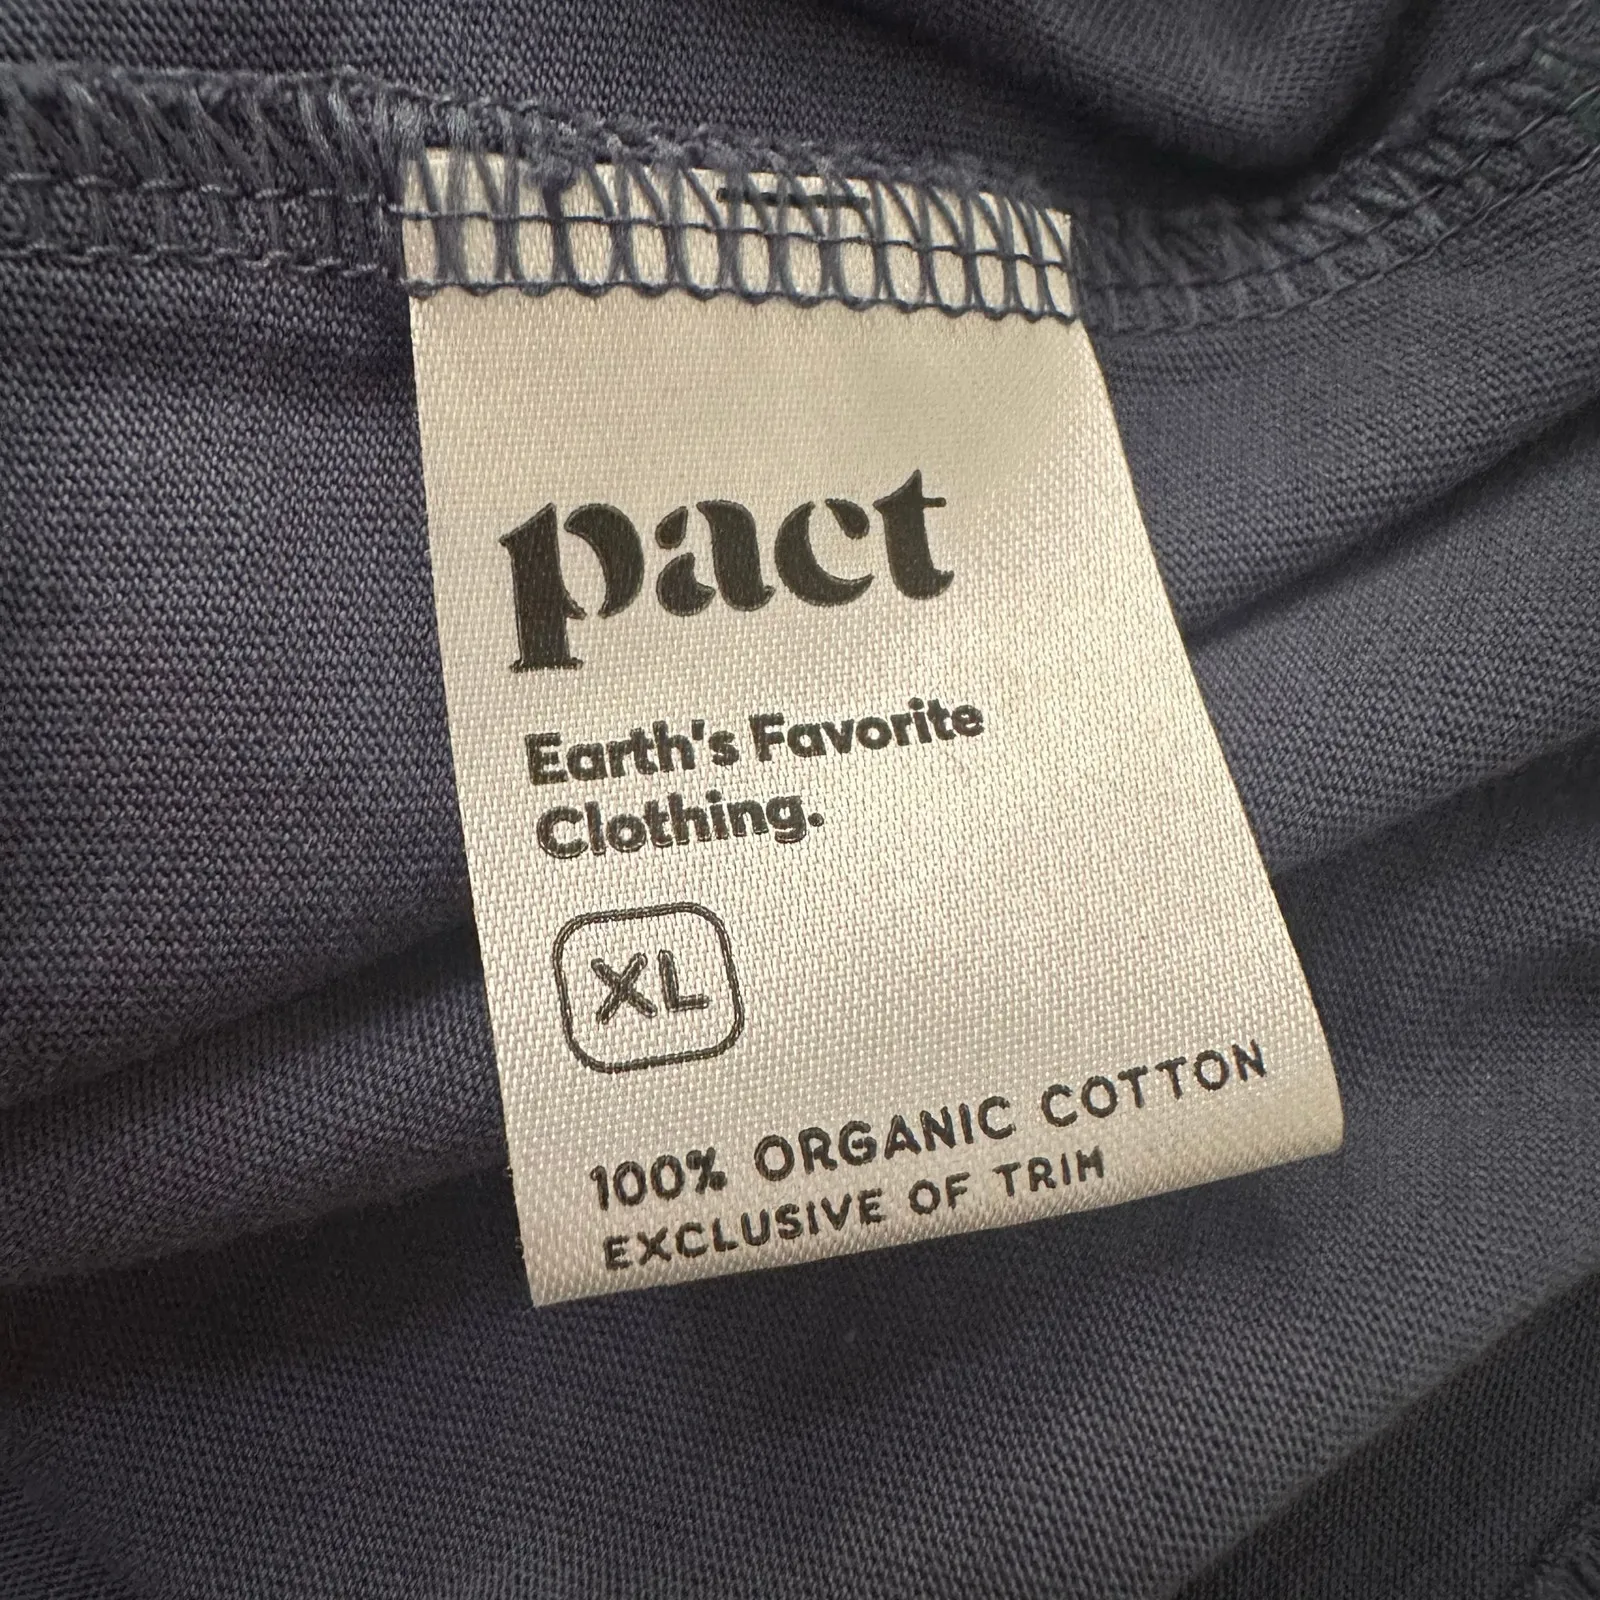 pact
Earth's Favorite
Clothing.
XL
100% ORGANIC COTTON
EXCLUSIVE OF TRIM